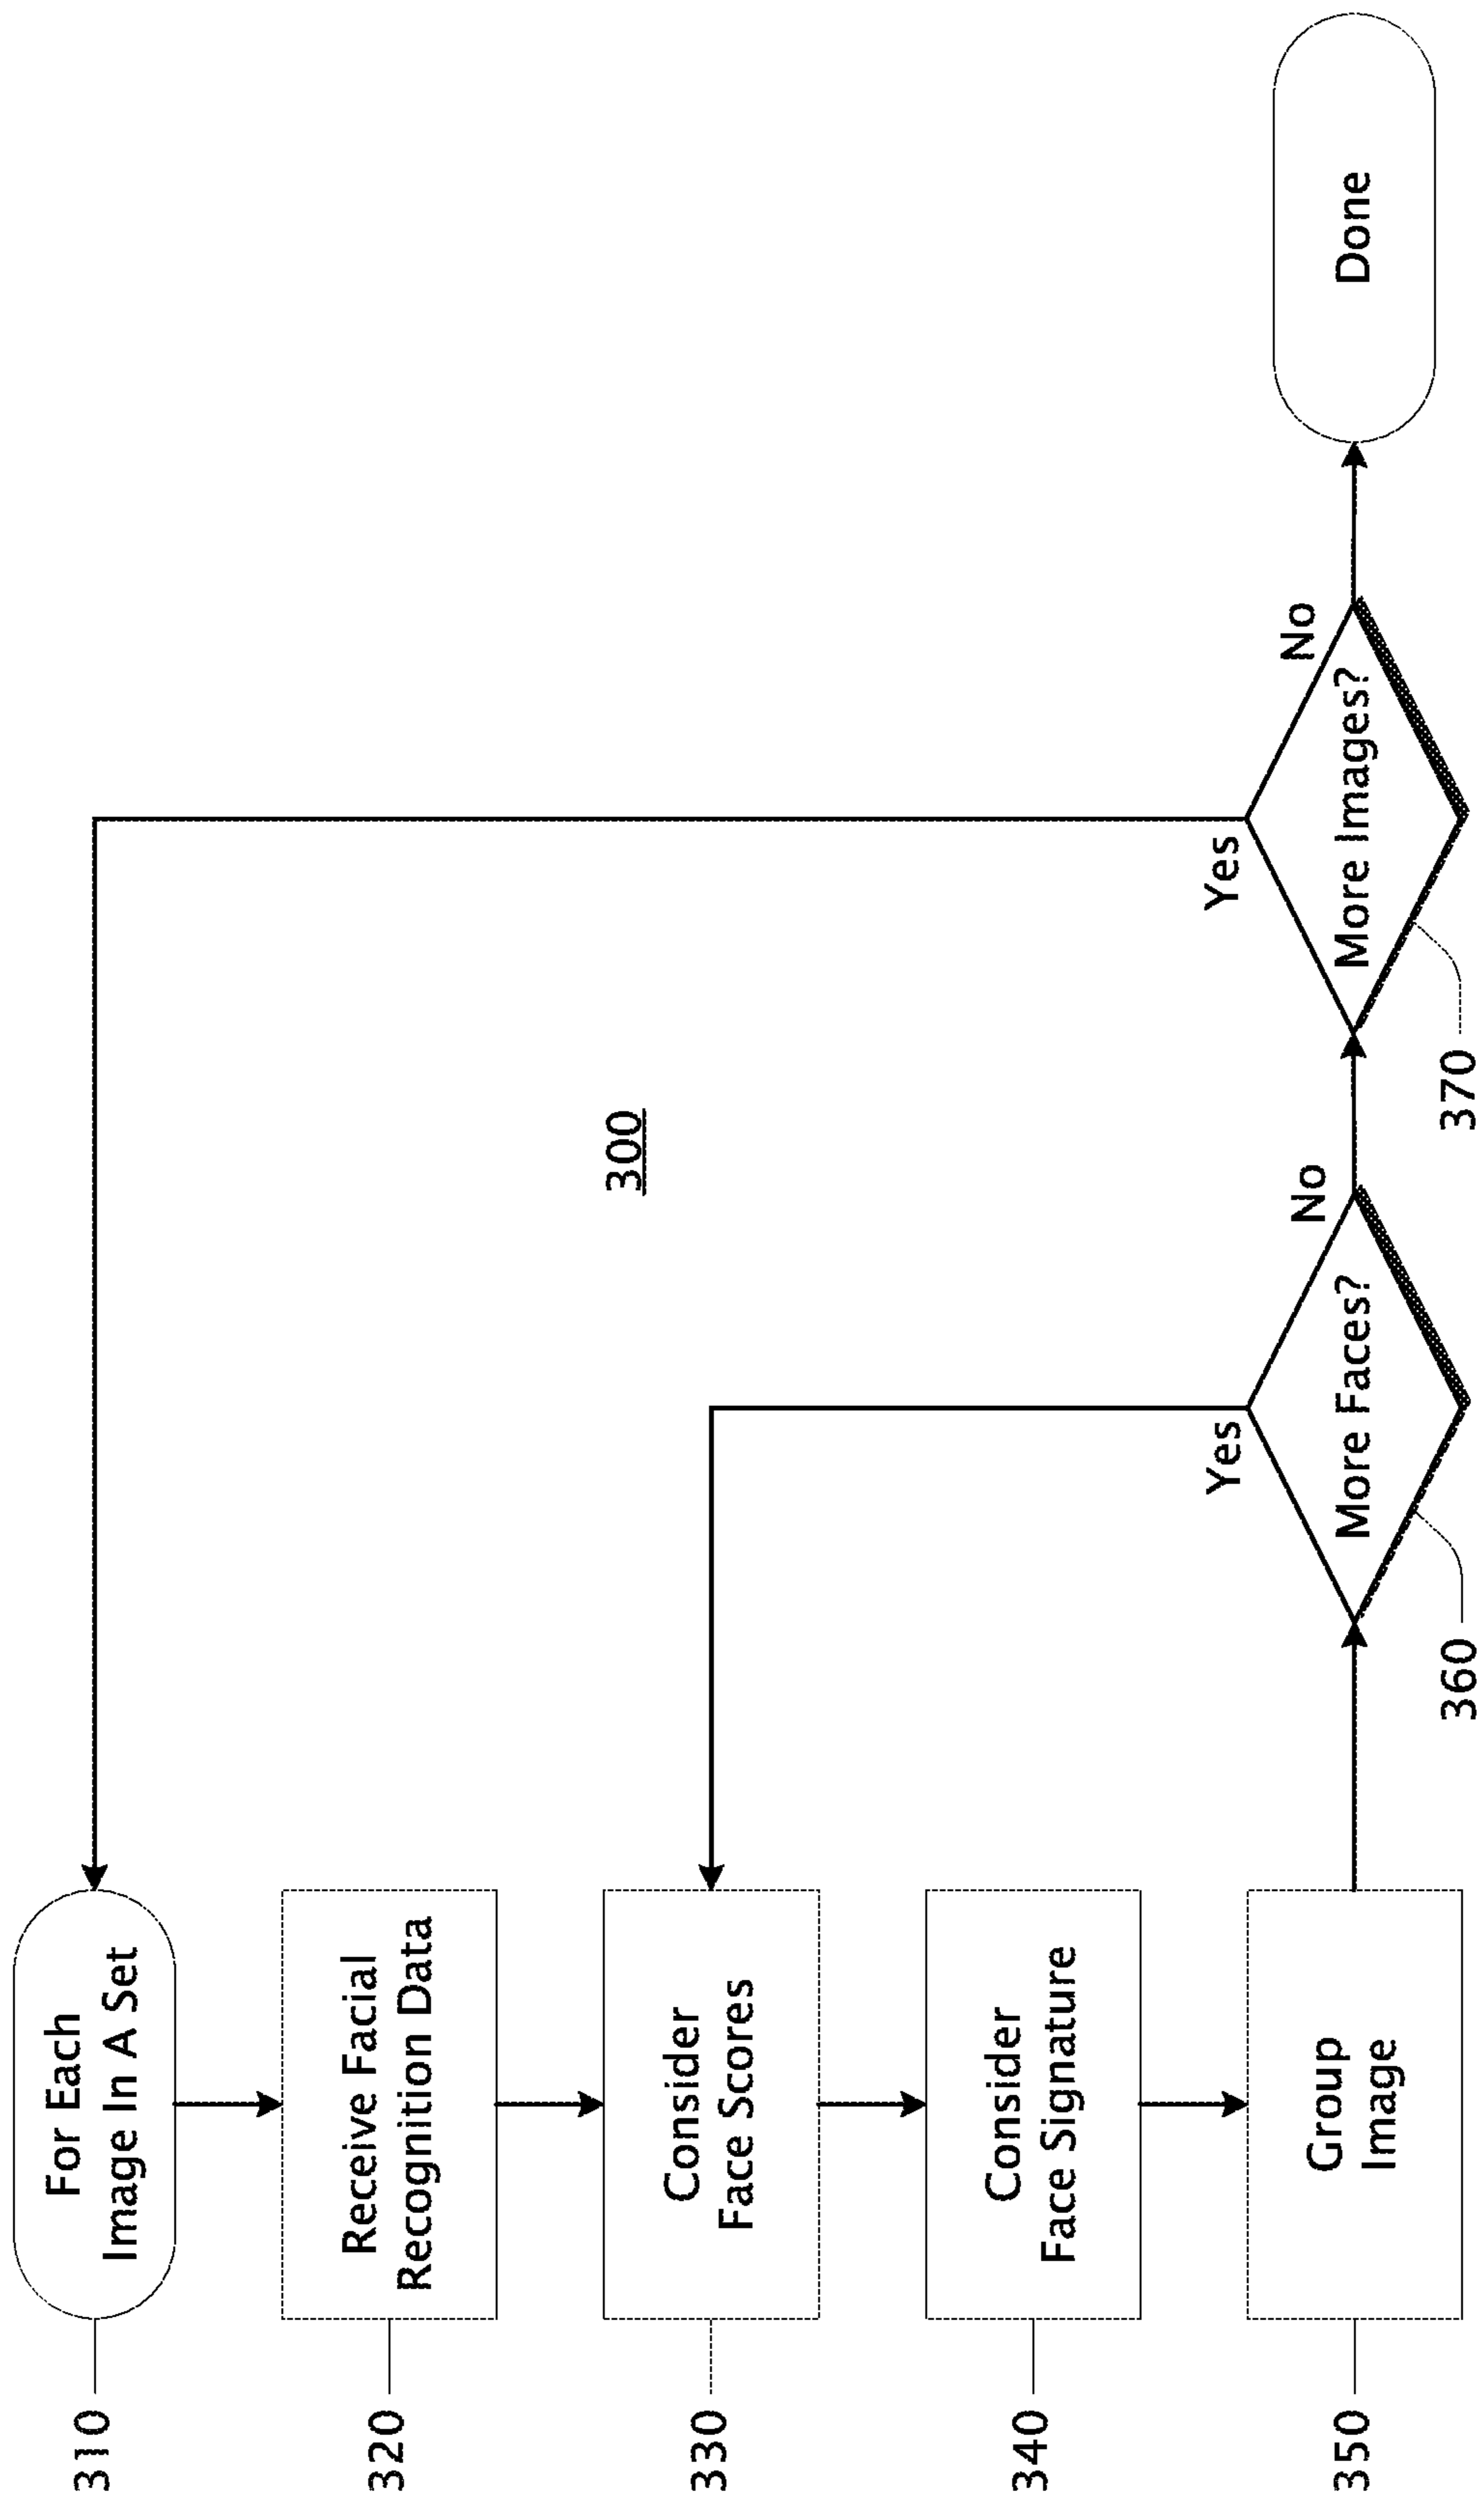 310
For Each
Image In A Set
320
Receive Facial
Recognition Data
330
Consider
Face Scores
340
Consider
Face Signature
350
Group
Image
300
360
More Faces?
Yes
No
370
More Images?
Yes
No
Done